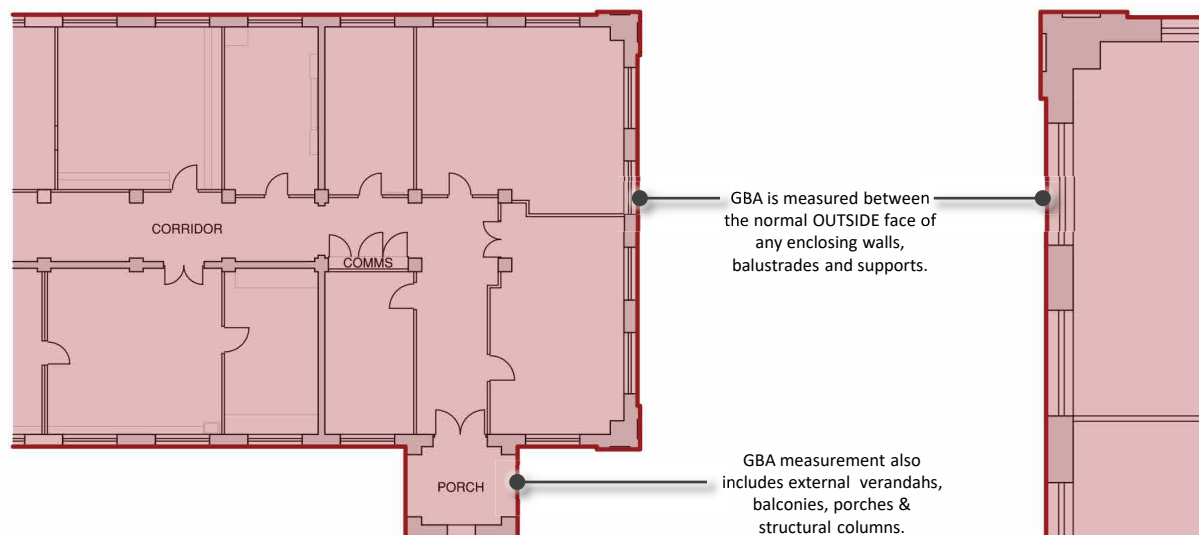 GBA is measured between
the normal OUTSIDE face of
any enclosing walls,
balustrades and supports.
CORRIDOR
COMMS
GBA measurement also
includes external verandahs,
balconies, porches &
structural columns.
PORCH